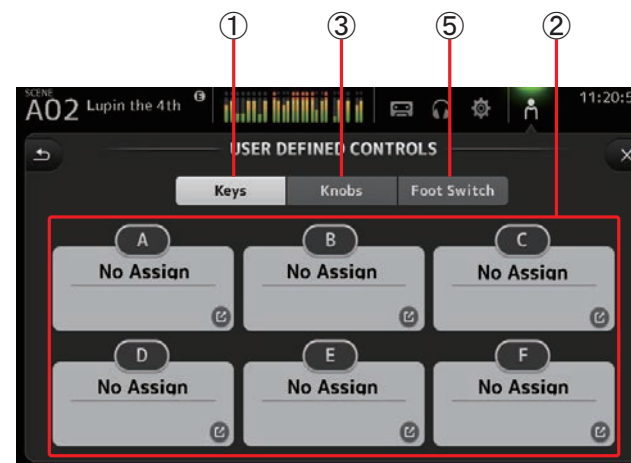 ① ③ ⑤ ②
SCENE
A02 Lupin the 4th E 11:20:5
USER DEFINED CONTROLS
Keys Knobs Foot Switch
A B C
No Assign No Assign No Assign
D E F
No Assign No Assign No Assign